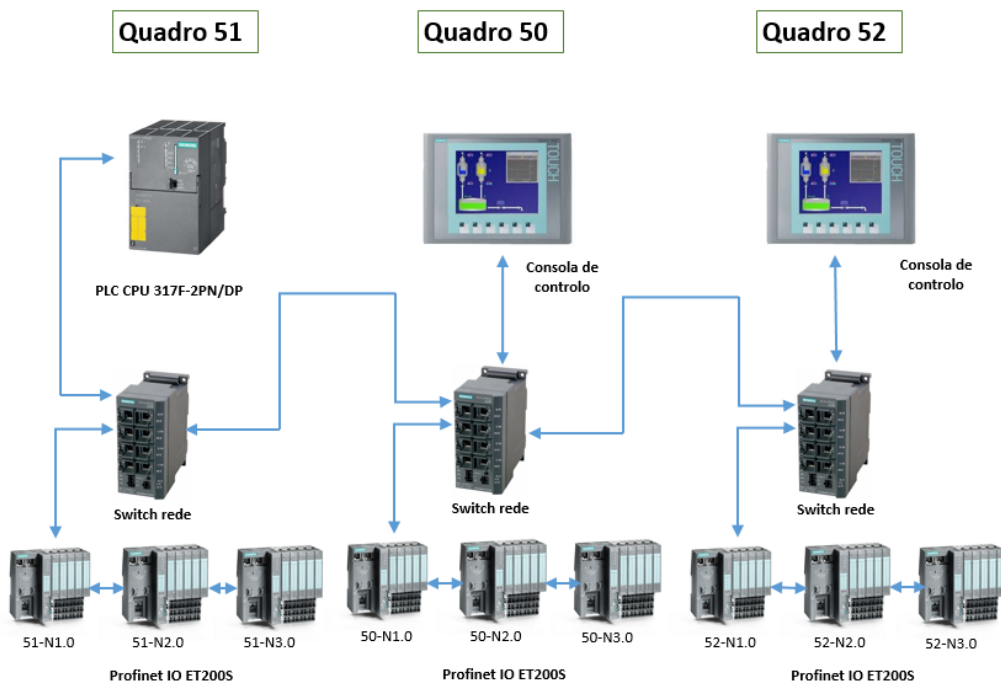 Quadro 51
Quadro 50
Quadro 52
TOUCH
TOUCH
PLC CPU 317F-2PN/DP
Consola de
controlo
Consola de
controlo
Switch rede
Switch rede
Switch rede
51-N1.0
51-N2.0
51-N3.0
50-N1.0
50-N2.0
50-N3.0
52-N1.0
52-N2.0
52-N3.0
Profinet IO ET200S
Profinet IO ET200S
Profinet IO ET200S